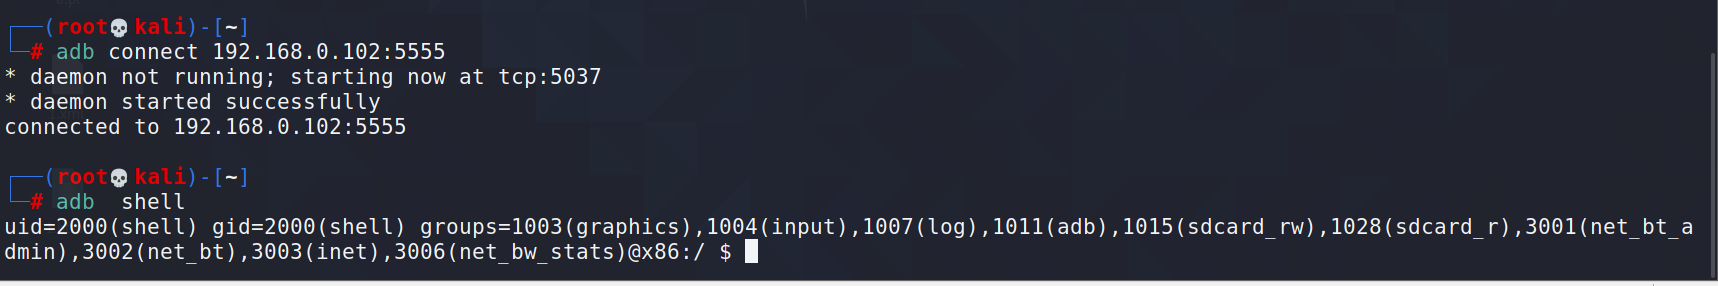 ┌──(root💀kali)-[~]
└─# adb connect 192.168.0.102:5555
* daemon not running; starting now at tcp:5037
* daemon started successfully
connected to 192.168.0.102:5555
┌──(root💀kali)-[~]
└─# adb  shell
uid=2000(shell) gid=2000(shell) groups=1003(graphics),1004(input),1007(log),1011(adb),1015(sdcard_rw),1028(sdcard_r),3001(net_bt_a
dmin),3002(net_bt),3003(inet),3006(net_bw_stats)@x86:/ $